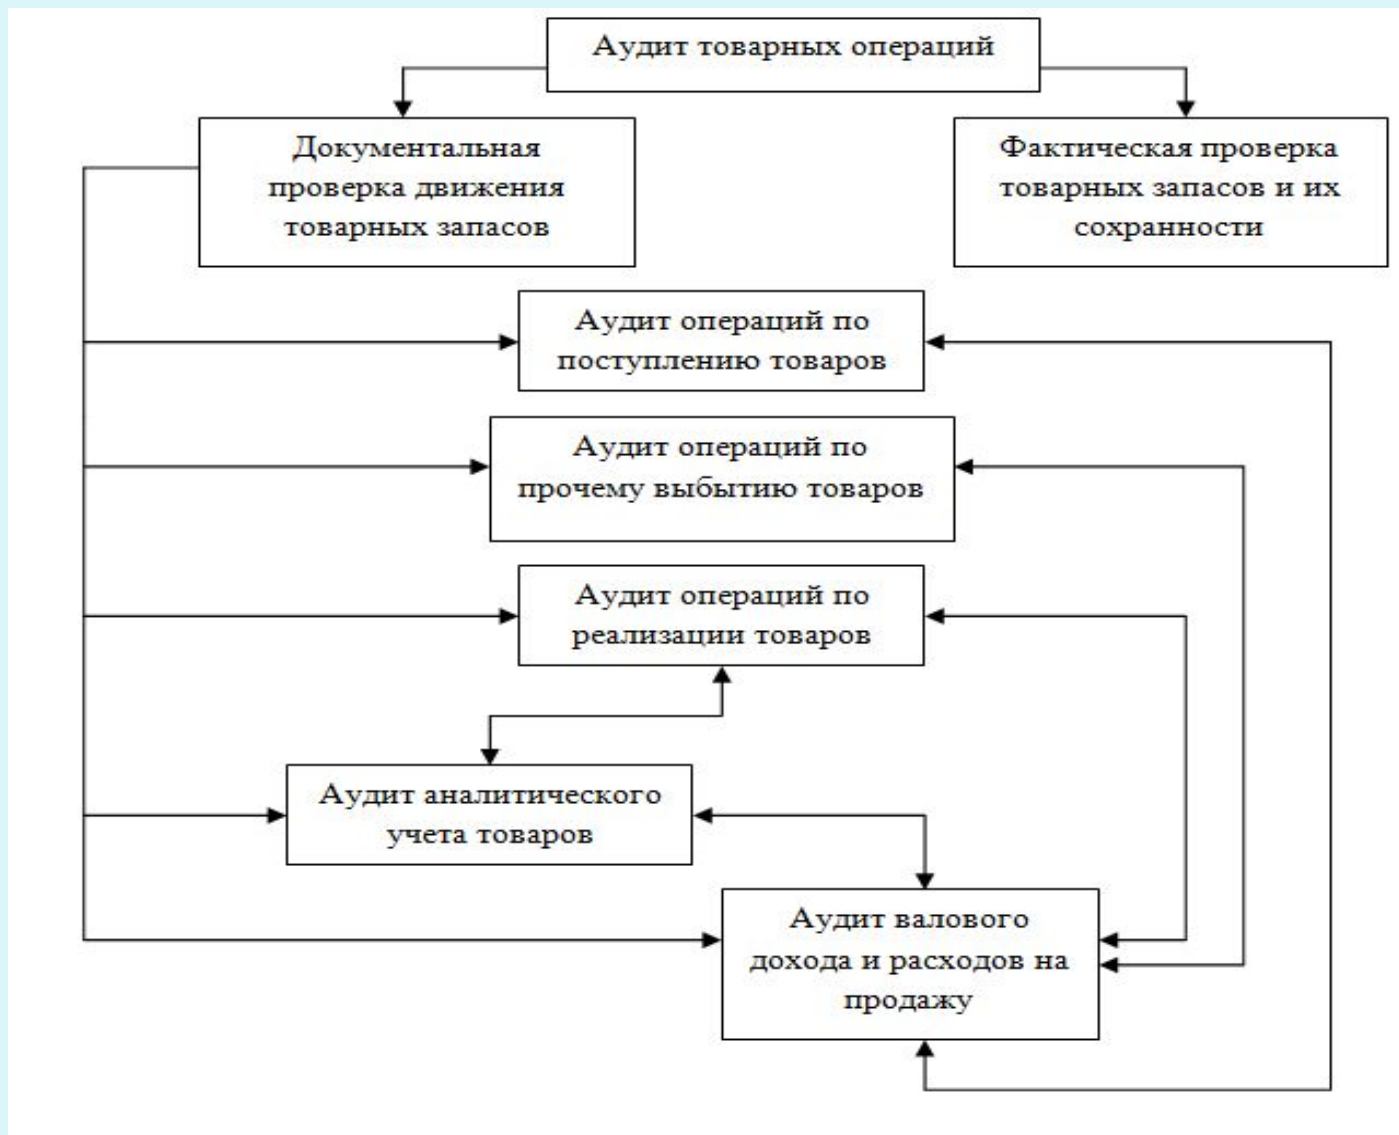 Аудит товарных операций
Документальная
проверка движения
товарных запасов
Фактическая проверка
товарных запасов и их
сохранности
Аудит операций по
поступлению товаров
Аудит операций по
прочему выбытию товаров
Аудит операций по
реализации товаров
Аудит аналитического
учета товаров
Аудит валового
дохода и расходов на
продажу